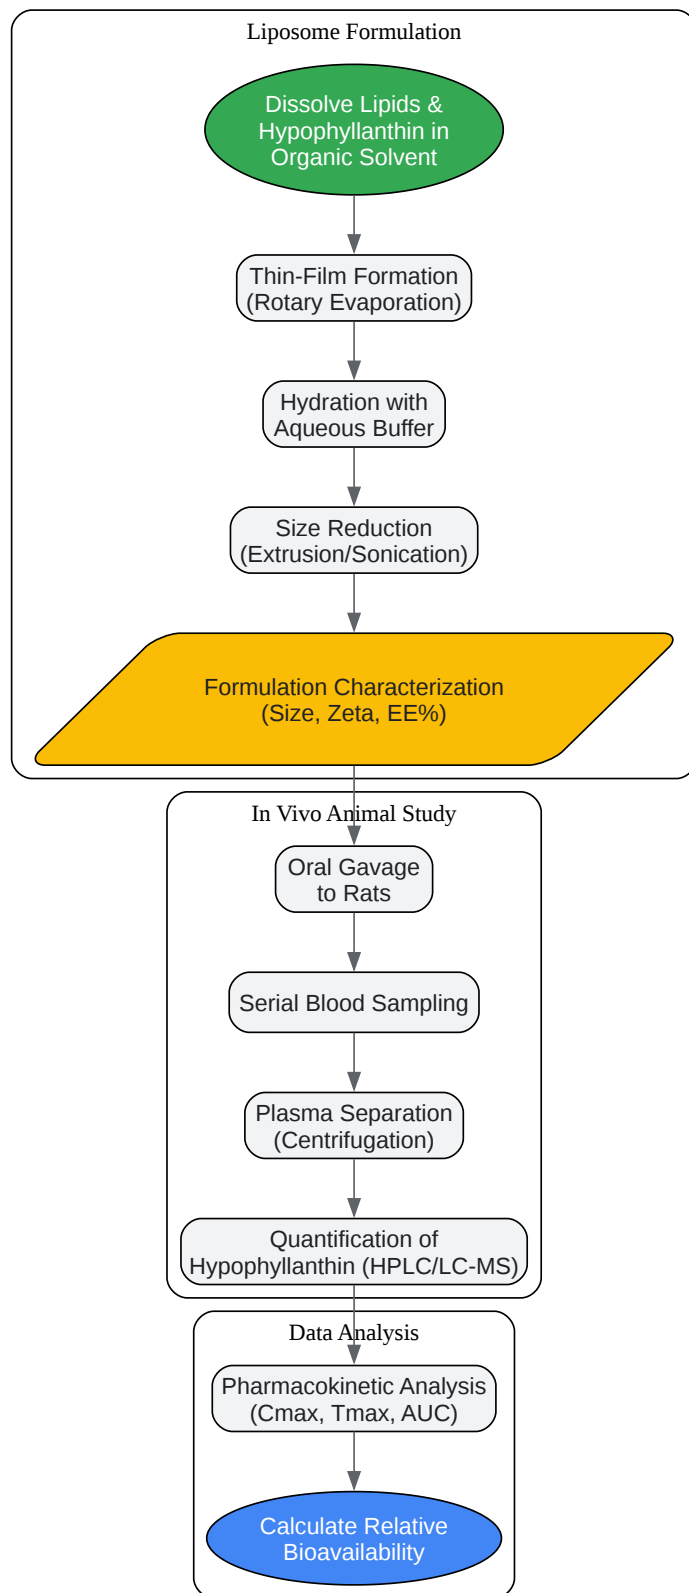 Liposome Formulation
Dissolve Lipids &
Hypophyllanthin in
Organic Solvent
Thin-Film Formation
(Rotary Evaporation)
Hydration with
Aqueous Buffer
Size Reduction
(Extrusion/Sonication)
Formulation Characterization
(Size, Zeta, EE%)
In Vivo Animal Study
Oral Gavage
to Rats
Serial Blood Sampling
Plasma Separation
(Centrifugation)
Quantification of
Hypophyllanthin (HPLC/LC-MS)
Data Analysis
Pharmacokinetic Analysis
(Cmax, Tmax, AUC)
Calculate Relative
Bioavailability